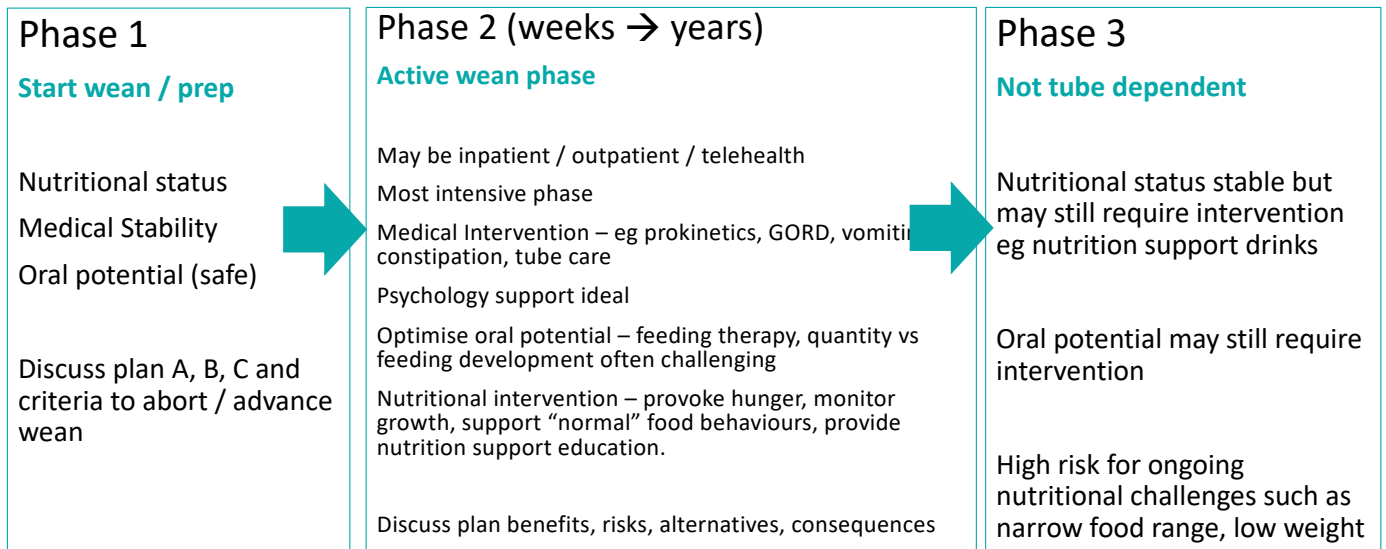 Phase 1
Start wean / prep
Nutritional status
Medical Stability
Oral potential (safe)
Discuss plan A, B, C and
criteria to abort / advance
wean
Phase 2 (weeks → years)
Active wean phase
May be inpatient / outpatient / telehealth
Most intensive phase
Medical Intervention – eg prokinetics, GORD,
constipation, tube care
Psychology support ideal
Optimise oral potential – feeding therapy, quantity vs
feeding development often challenging
Nutritional intervention – provoke hunger, monitor
growth, support “normal” food behaviours, provide
nutrition support education.
Discuss plan benefits, risks, alternatives, consequences
Phase 3
Not tube dependent
Nutritional status stable but
may still require intervention
eg nutrition support drinks
Oral potential may still require
intervention
High risk for ongoing
nutritional challenges such as
narrow food range, low weight